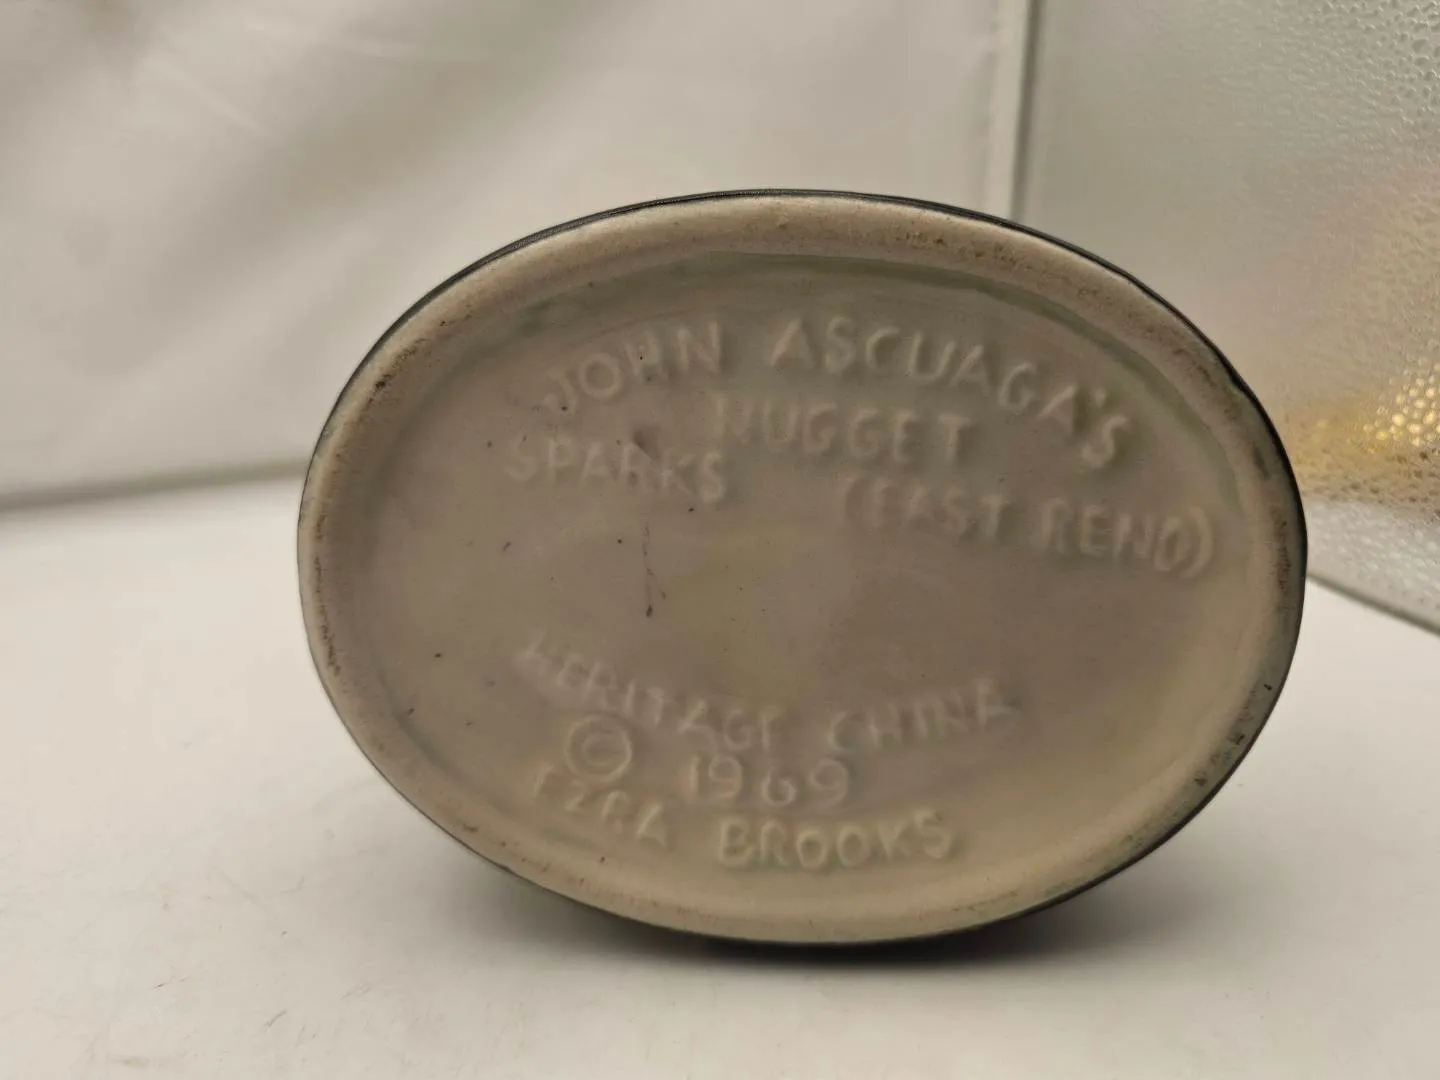 JOHN ASCUAGA'S
NUGGET
SPARKS (EAST RENO)
HERITAGE CHINA
© 1969
EZRA BROOKS